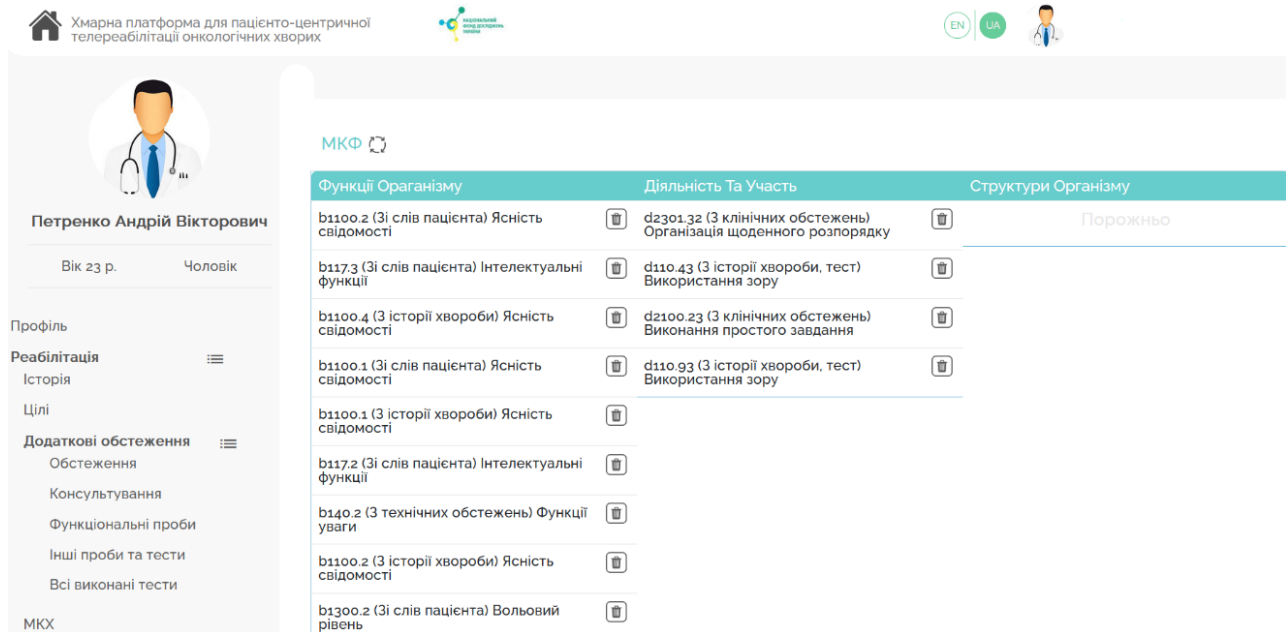 Хмарна платформа для пацієнто-центричної
телереабілітації онкологічних хворих
НАЦІОНАЛЬНИЙ
ФОНД ДОСЛІДЖЕНЬ
УКРАЇНИ
EN
UA
Петренко Андрій Вікторович
Вік 23 р.
Чоловік
Профіль
Реабілітація
Історія
Цілі
Додаткові обстеження
Обстеження
Консультування
Функціональні проби
Інші проби та тести
Всі виконані тести
МКХ
МКФ
Функції Ораганізму
b1100.2 (Зі слів пацієнта) Ясність
свідомості
b117.3 (Зі слів пацієнта) Інтелектуальні
функції
b1100.4 (З історії хвороби) Ясність
свідомості
b1100.1 (Зі слів пацієнта) Ясність
свідомості
b1100.1 (З історії хвороби) Ясність
свідомості
b117.2 (Зі слів пацієнта) Інтелектуальні
функції
b140.2 (З технічних обстежень) Функції
уваги
b1100.2 (З історії хвороби) Ясність
свідомості
b1300.2 (Зі слів пацієнта) Вольовий
рівень
Діяльність Та Участь
d2301.32 (З клінічних обстежень)
Організація щоденного розпорядку
d110.43 (З історії хвороби, тест)
Використання зору
d2100.23 (З клінічних обстежень)
Виконання простого завдання
d110.93 (З історії хвороби, тест)
Використання зору
Структури Організму
Порожньо